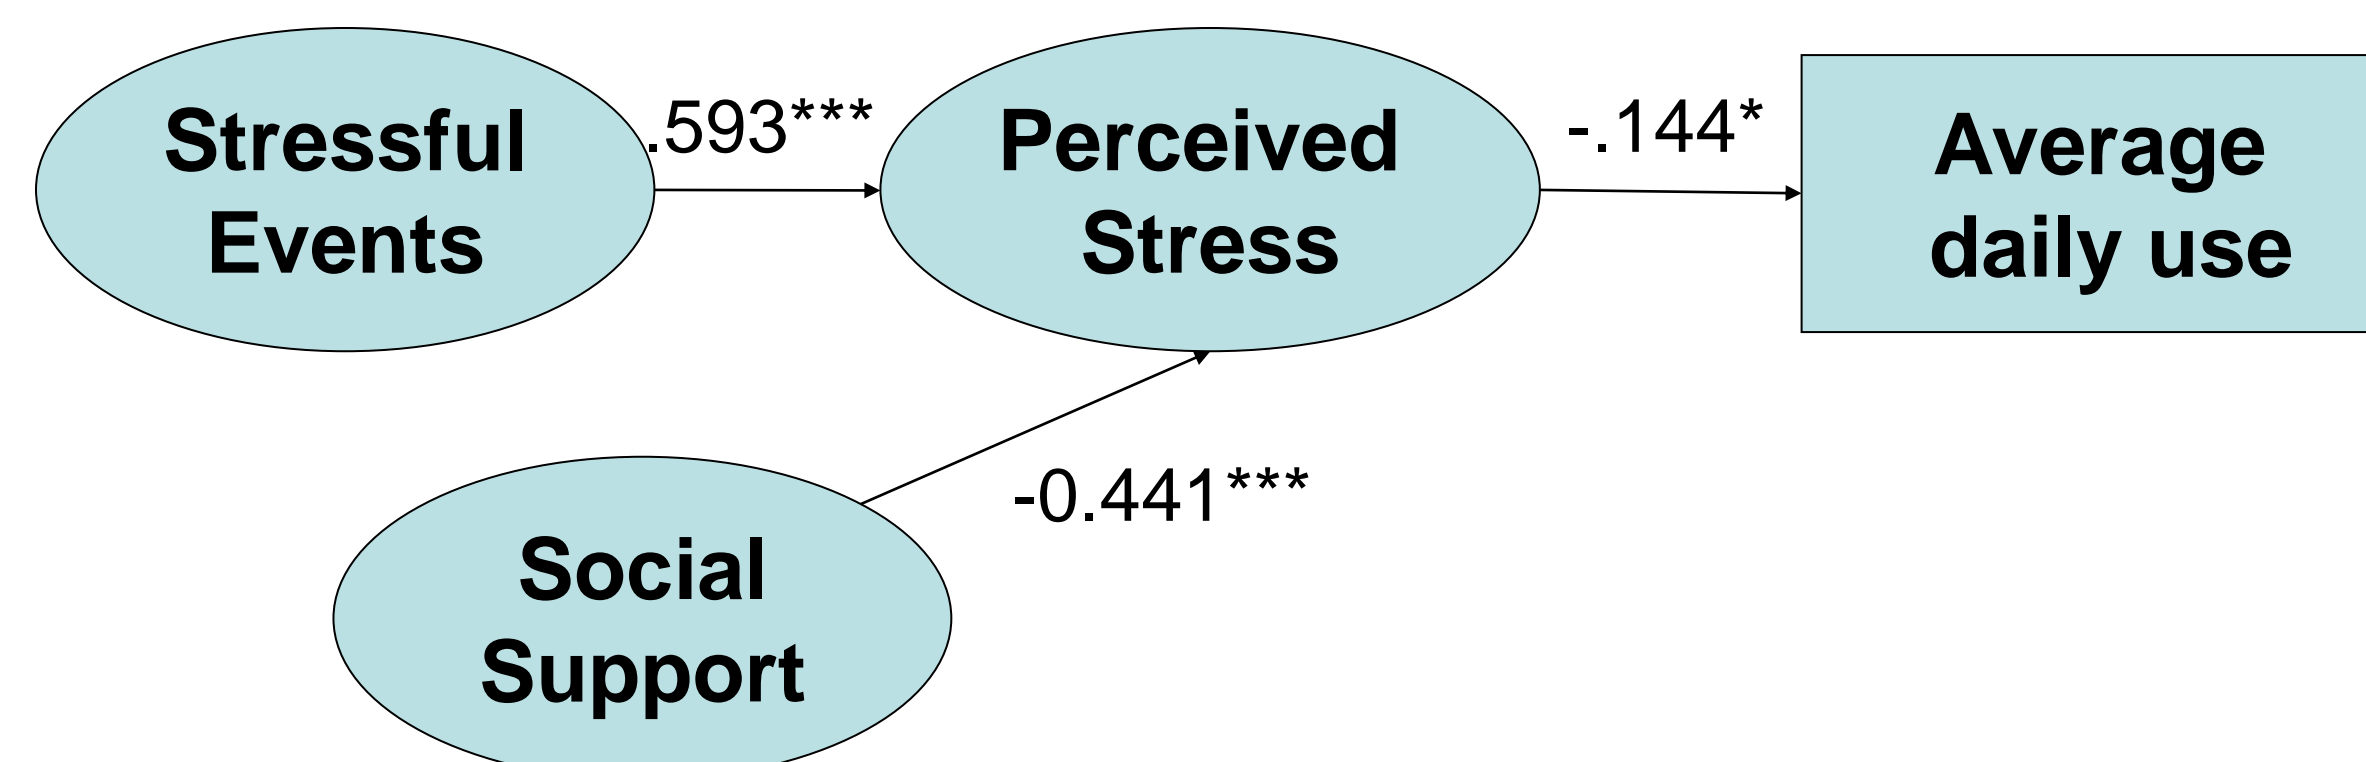 Stressful
Events
.593***
Perceived
Stress
-.144*
Average
daily use
-0.441***
Social
Support